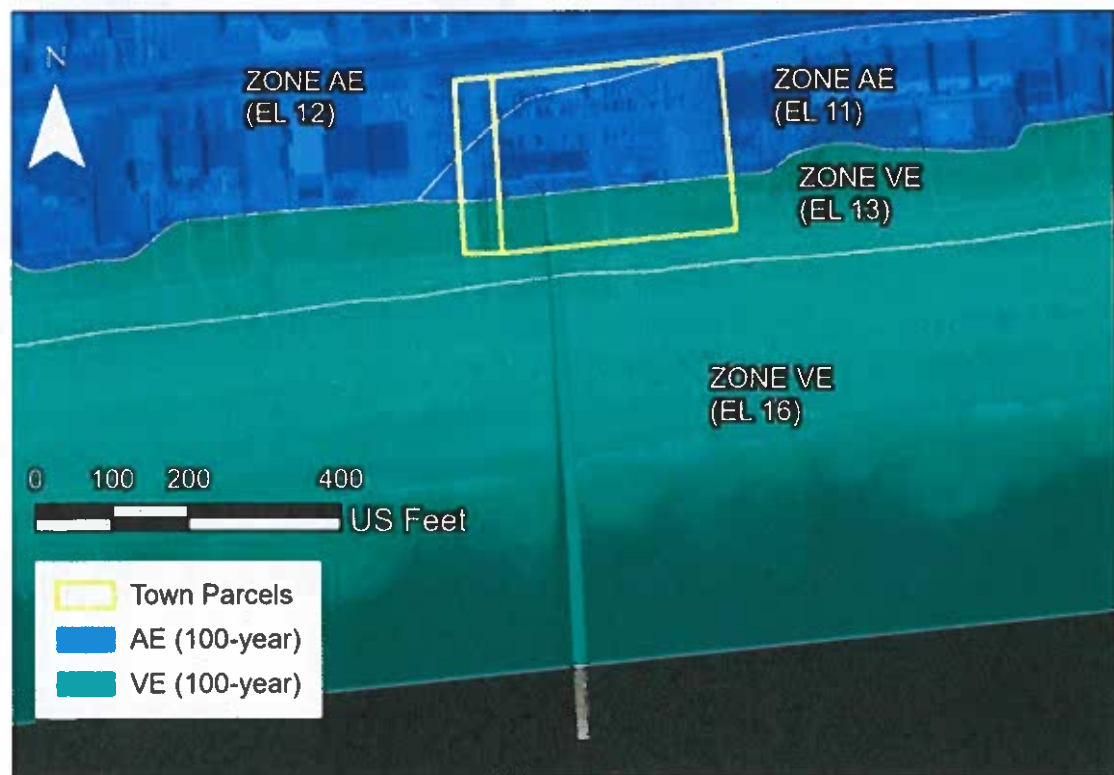 N
ZONE AE
(EL 12)
ZONE AE
(EL 11)
ZONE VE
(EL 13)
ZONE VE
(EL 16)
0 100 200 400
US Feet
Town Parcels
AE (100-year)
VE (100-year)